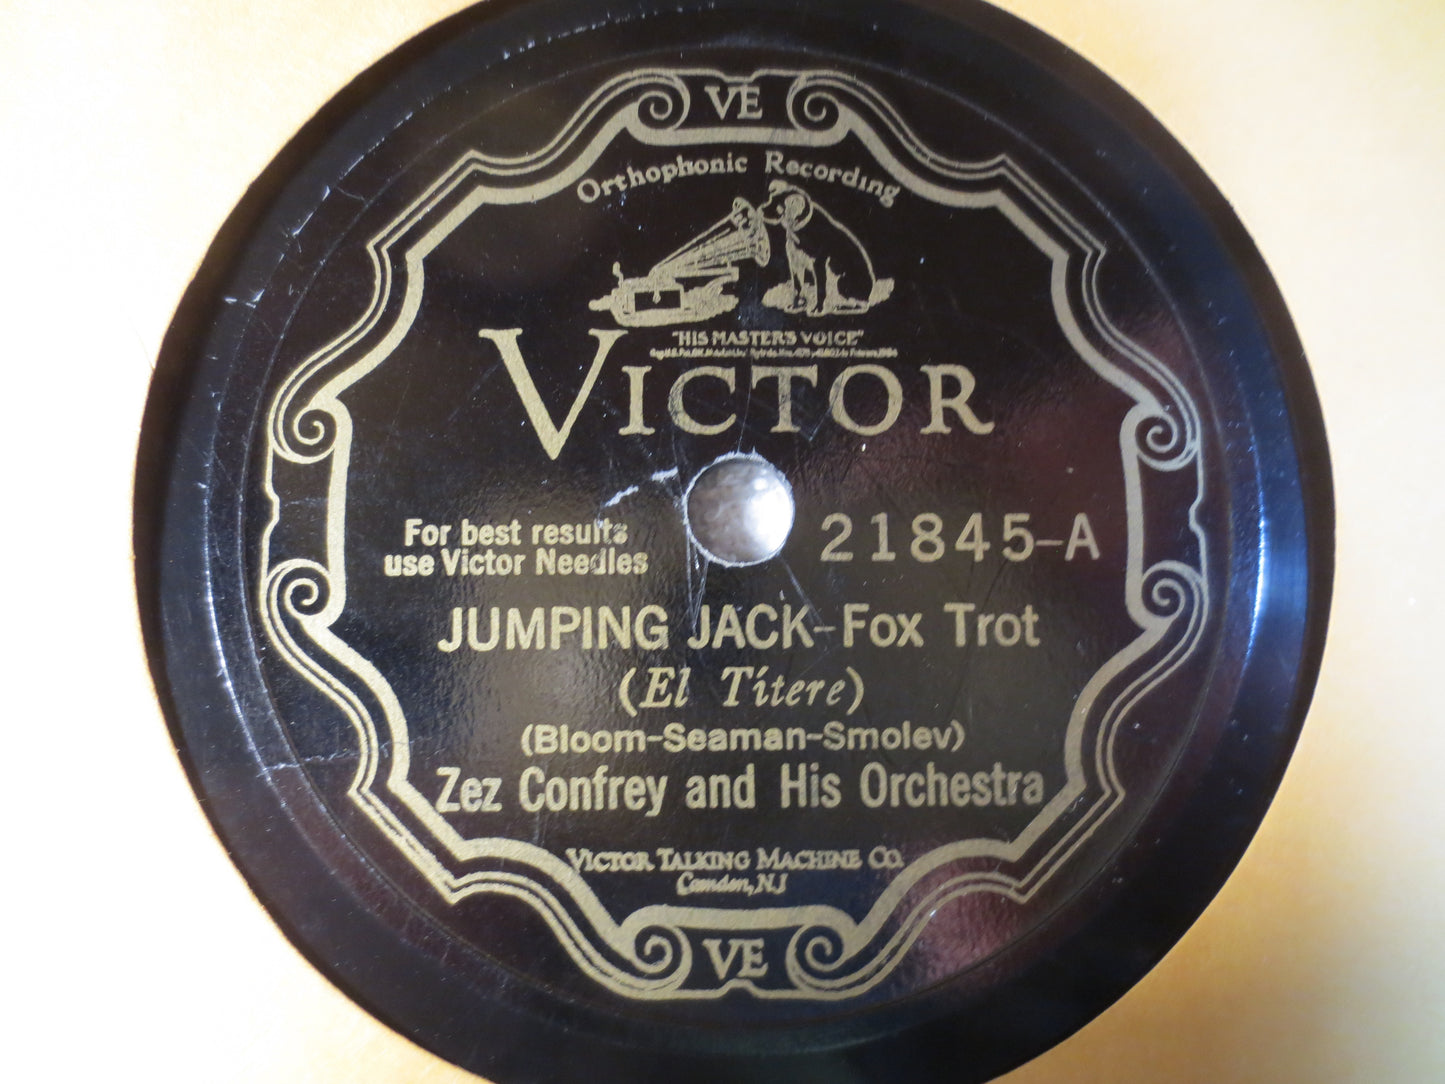 VE
Orthophonic Recording
"HIS MASTER'S VOICE"
VICTOR
For best results
use Victor Needles
21845-A
JUMPING JACK-Fox Trot
(El Títere)
(Bloom-Seaman-Smolev)
Zez Confrey and His Orchestra
VICTOR TALKING MACHINE CO.
Camden, N.J
VE